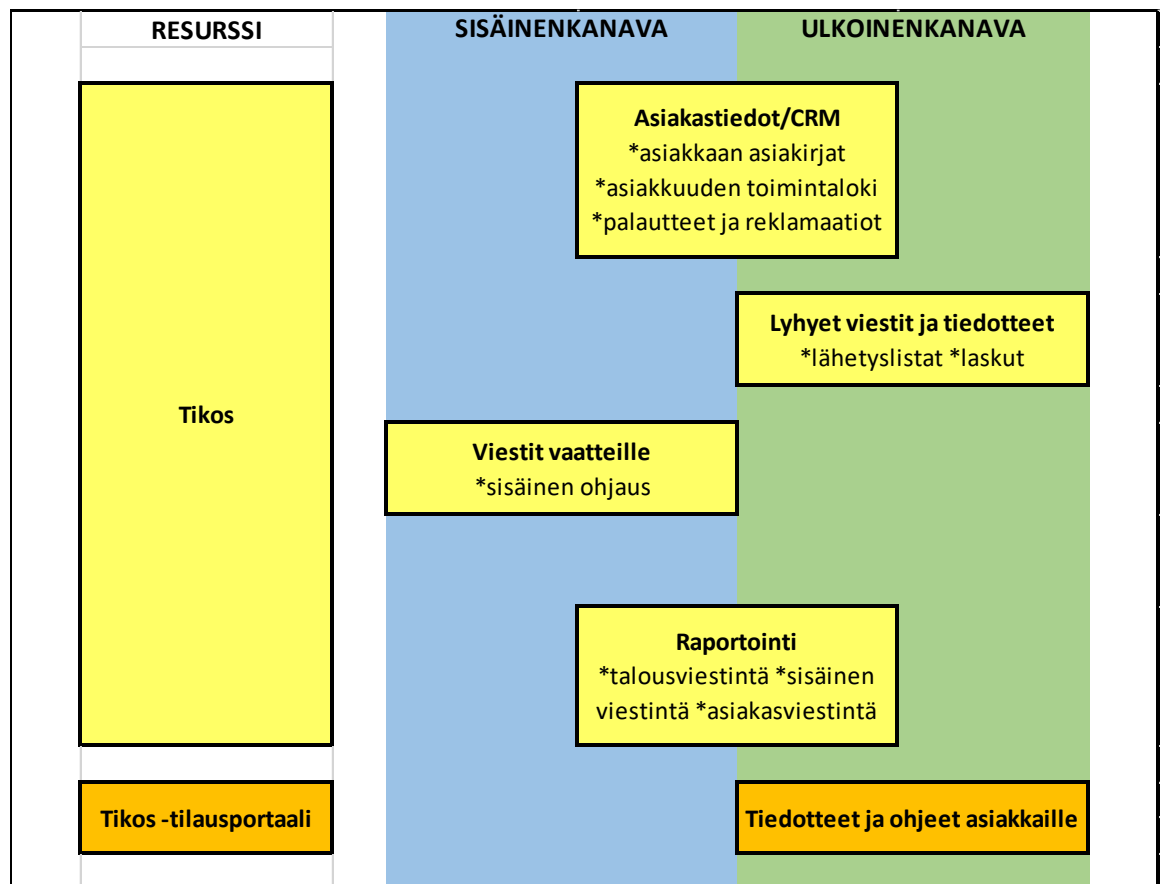 RESURSSI
SISÄINENKANAVA
ULKOINENKANAVA
Asiakastiedot/CRM
*asiakkaan asiakirjat
*asiakkuuden toimintaloki
*palautteet ja reklamaatiot
Lyhyet viestit ja tiedotteet
*lähetyslistat *laskut
Tikos
Viestit vaatteille
*sisäinen ohjaus
Raportointi
*talousviestintä *sisäinen
viestintä *asiakasviestintä
Tikos -tilausportaali
Tiedotteet ja ohjeet asiakkaille